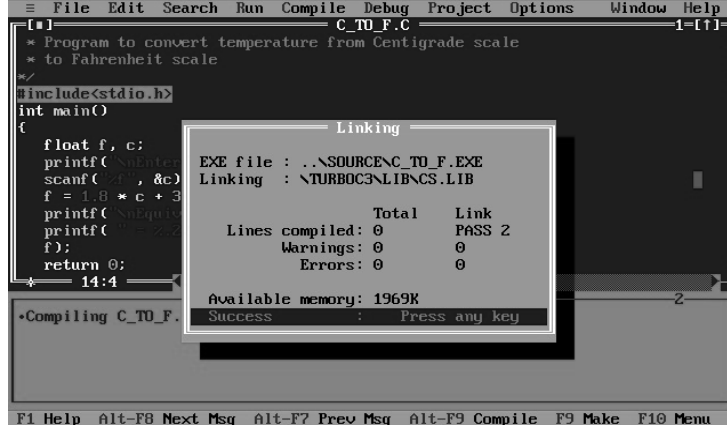 ≡ File Edit Search Run Compile Debug Project Options Window Help
[■] C_TO_F.C 1=[↑]=
* Program to convert temperature from Centigrade scale
* to Fahrenheit scale
*/
#include<stdio.h>
int main()
{
float f, c;
printf("\nEnter
scanf("%f", &c)
f = 1.8 * c + 3
printf("\nEquiv
printf("
f);
return 0;
14:4
Linking
EXE file : ..\SOURCE\C_TO_F.EXE
Linking : \TURBOC3\LIB\CS.LIB
Total Link
Lines compiled: 0 PASS 2
Warnings: 0 0
Errors: 0 0
Available memory: 1969K
Success : Press any key
2
•Compiling C_TO_F.
F1 Help Alt-F8 Next Msg Alt-F7 Prev Msg Alt-F9 Compile F9 Make F10 Menu